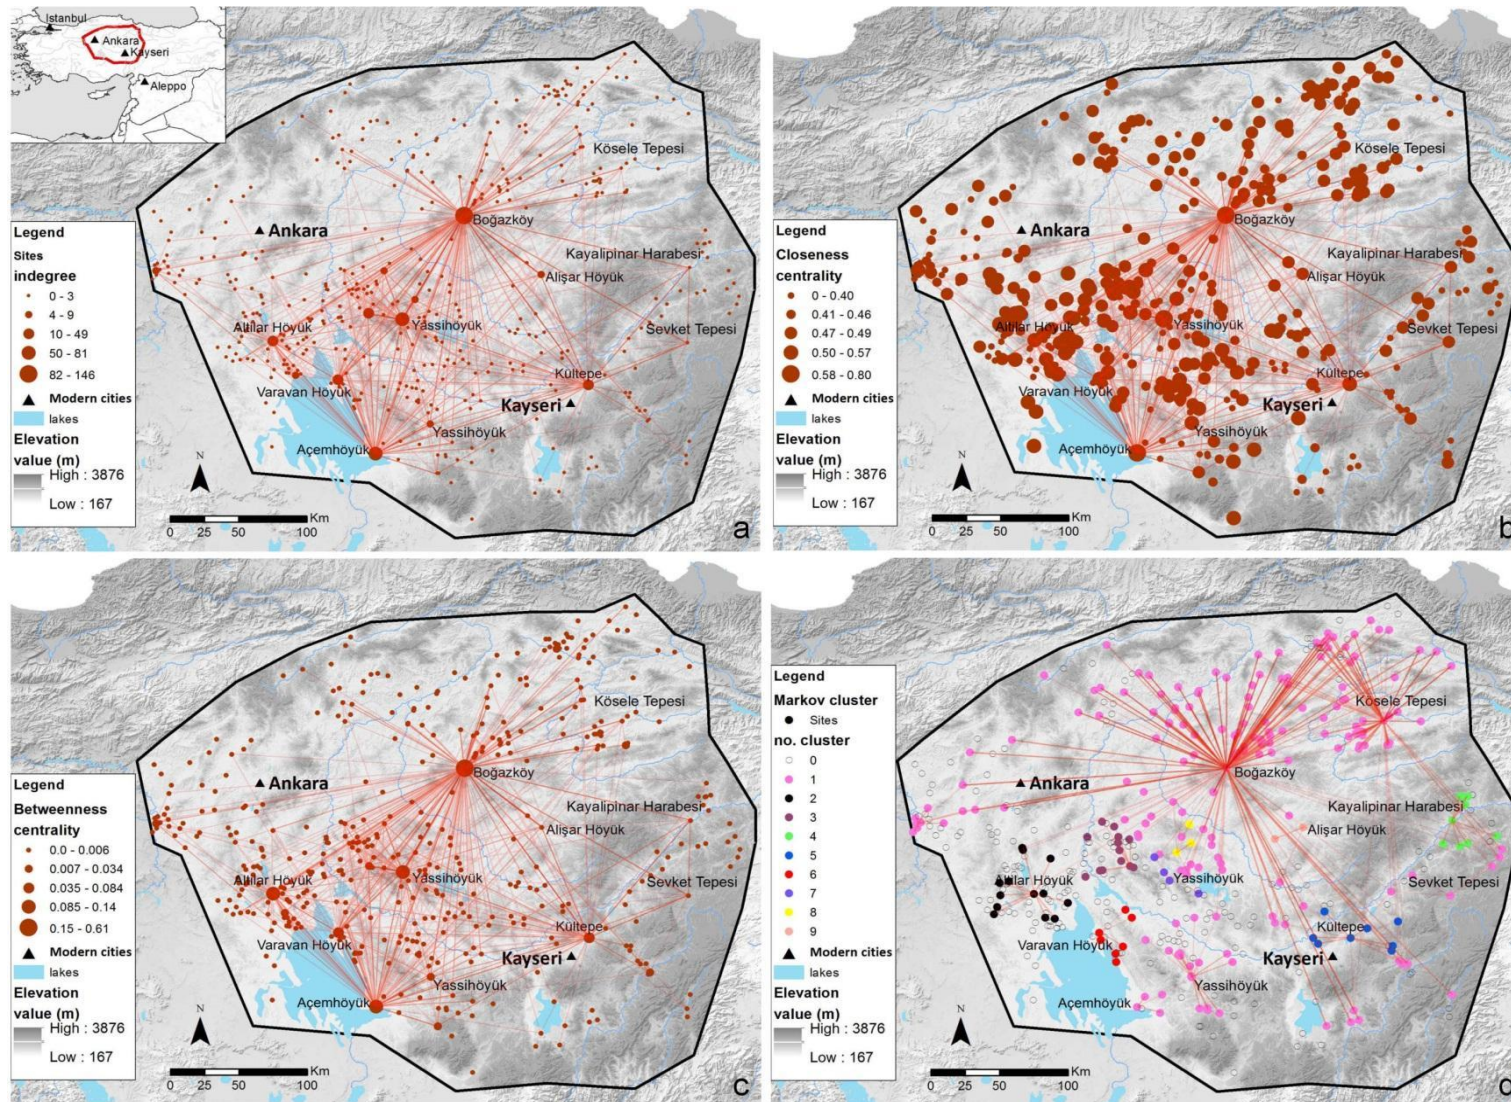 Istanbul
Ankara
Kayseri
Aleppo
Kösele Tepesi
Boğazköy
Ankara
Kayalipinar Harabesi
Alişar Höyük
Altilar Höyük
Yassihöyük
Şevket Tepesi
Varavan Höyük
Kültepe
Kayseri
Yassihöyük
Açemhöyük
Legend
Sites
indegree
0 - 3
4 - 9
10 - 49
50 - 81
82 - 146
Modern cities
lakes
Elevation
value (m)
High : 3876
Low : 167
N
Km
0 25 50 100
a
Kösele Tepesi
Boğazköy
Ankara
Kayalipinar Harabesi
Alişar Höyük
Altilar Höyük
Yassihöyük
Şevket Tepesi
Varavan Höyük
Kültepe
Kayseri
Yassihöyük
Açemhöyük
Legend
Closeness
centrality
0 - 0.40
0.41 - 0.46
0.47 - 0.49
0.50 - 0.57
0.58 - 0.80
Modern cities
lakes
Elevation
value (m)
High : 3876
Low : 167
N
Km
0 25 50 100
b
Kösele Tepesi
Boğazköy
Ankara
Kayalipinar Harabesi
Alişar Höyük
Altilar Höyük
Yassihöyük
Şevket Tepesi
Varavan Höyük
Kültepe
Kayseri
Yassihöyük
Açemhöyük
Legend
Betweenness
centrality
0.0 - 0.006
0.007 - 0.034
0.035 - 0.084
0.085 - 0.14
0.15 - 0.61
Modern cities
lakes
Elevation
value (m)
High : 3876
Low : 167
N
Km
0 25 50 100
c
Kösele Tepesi
Boğazköy
Ankara
Kayalipinar Harabesi
Alişar Höyük
Altilar Höyük
Yassihöyük
Şevket Tepesi
Varavan Höyük
Kültepe
Kayseri
Yassihöyük
Açemhöyük
Legend
Markov cluster
Sites
no. cluster
0
1
2
3
4
5
6
7
8
9
Modern cities
lakes
Elevation
value (m)
High : 3876
Low : 167
N
Km
0 25 50 100
d